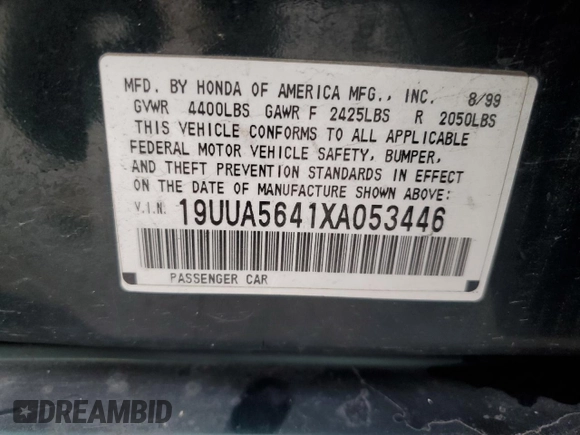 MFD. BY HONDA OF AMERICA MFG., INC. 8/99
GVWR 4400LBS GAWR F 2425LBS R 2050LBS
THIS VEHICLE CONFORMS TO ALL APPLICABLE
FEDERAL MOTOR VEHICLE SAFETY, BUMPER,
AND THEFT PREVENTION STANDARDS IN EFFECT
ON THE DATE OF MANUFACTURE SHOWN ABOVE:
V.I.N. 19UUA5641XA053446
PASSENGER CAR
DREAMBID